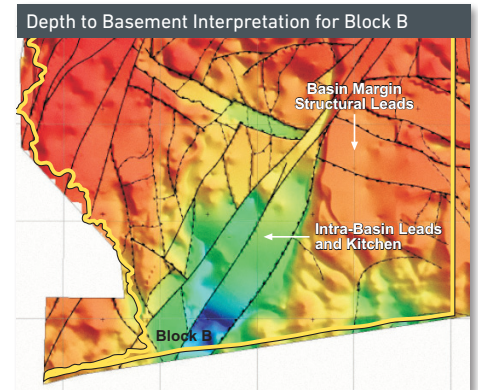 Depth to Basement Interpretation for Block B
Basin Margin
Structural Leads
Intra-Basin Leads
and Kitchen
Block B